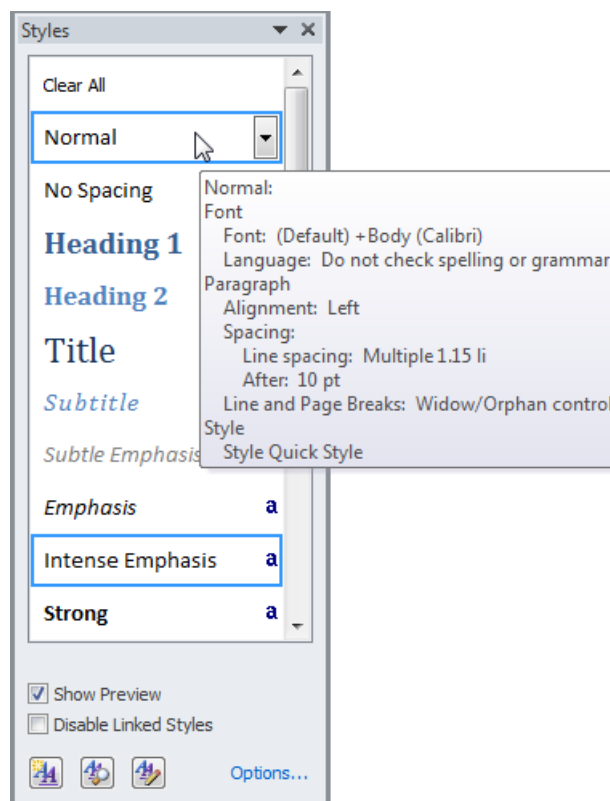 Styles
Clear All
Normal
No Spacing
Heading 1
Heading 2
Title
Subtitle
Subtle Emphasis
Emphasis a
Intense Emphasis a
Strong a
Normal:
Font
Font: (Default) +Body (Calibri)
Language: Do not check spelling or grammar
Paragraph
Alignment: Left
Spacing:
Line spacing: Multiple 1.15 li
After: 10 pt
Line and Page Breaks: Widow/Orphan control
Style
Style Quick Style
Show Preview
Disable Linked Styles
Options...